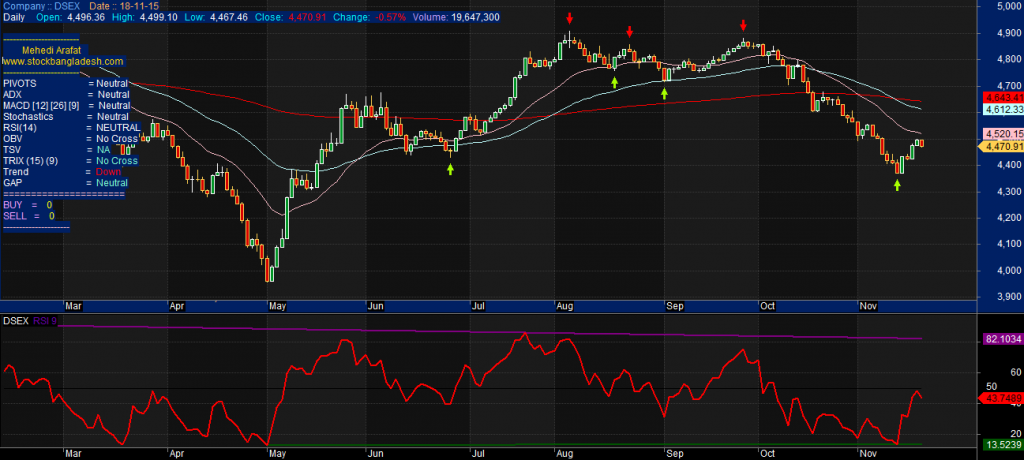 Company :: DSEX Date :: 18-11-15
Daily Open: 4,496.36 High: 4,499.10 Low: 4,467.46 Close: 4,470.91 Change: -0.57% Volume: 19,647,300
Mehedi Arafat
www.stockbangladesh.com
PIVOTS = Neutral
ADX = Neutral
MACD [12] [26] [9] = Neutral
Stochastics = Neutral
RSI(14) = NEUTRAL
OBV = No Cross
TSV = NA
TRIX (15) (9) = No Cross
Trend = Down
GAP = Neutral
BUY = 0
SELL = 0
5,000
4,900
4,800
4,700
4,643.41
4,612.33
4,520.15
4,470.91
4,400
4,300
4,200
4,100
4,000
3,900
Mar Apr May Jun Jul Aug Sep Oct Nov
DSEX RSI 9
82.1034
60
50
43.7489
40
20
13.5239
Mar Apr May Jun Jul Aug Sep Oct Nov